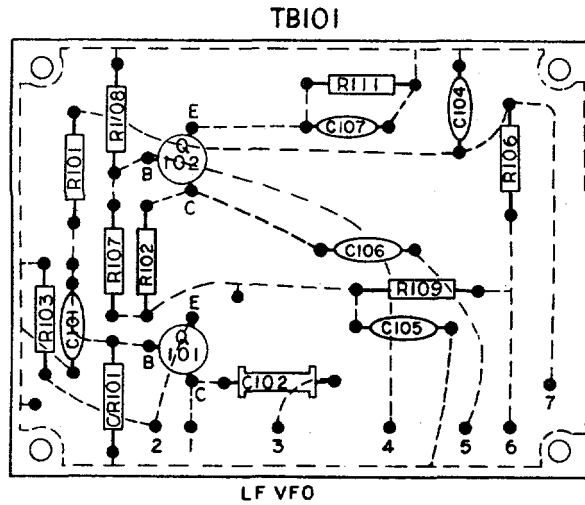 TB101
R108
R111
C104
E
C107
R101
Q
102
R106
B
C
R107
R102
C106
E
R109
R103
C101
Q
101
C105
B
CR101
C
C102
7
2
1
3
4
5
6
LF VFO